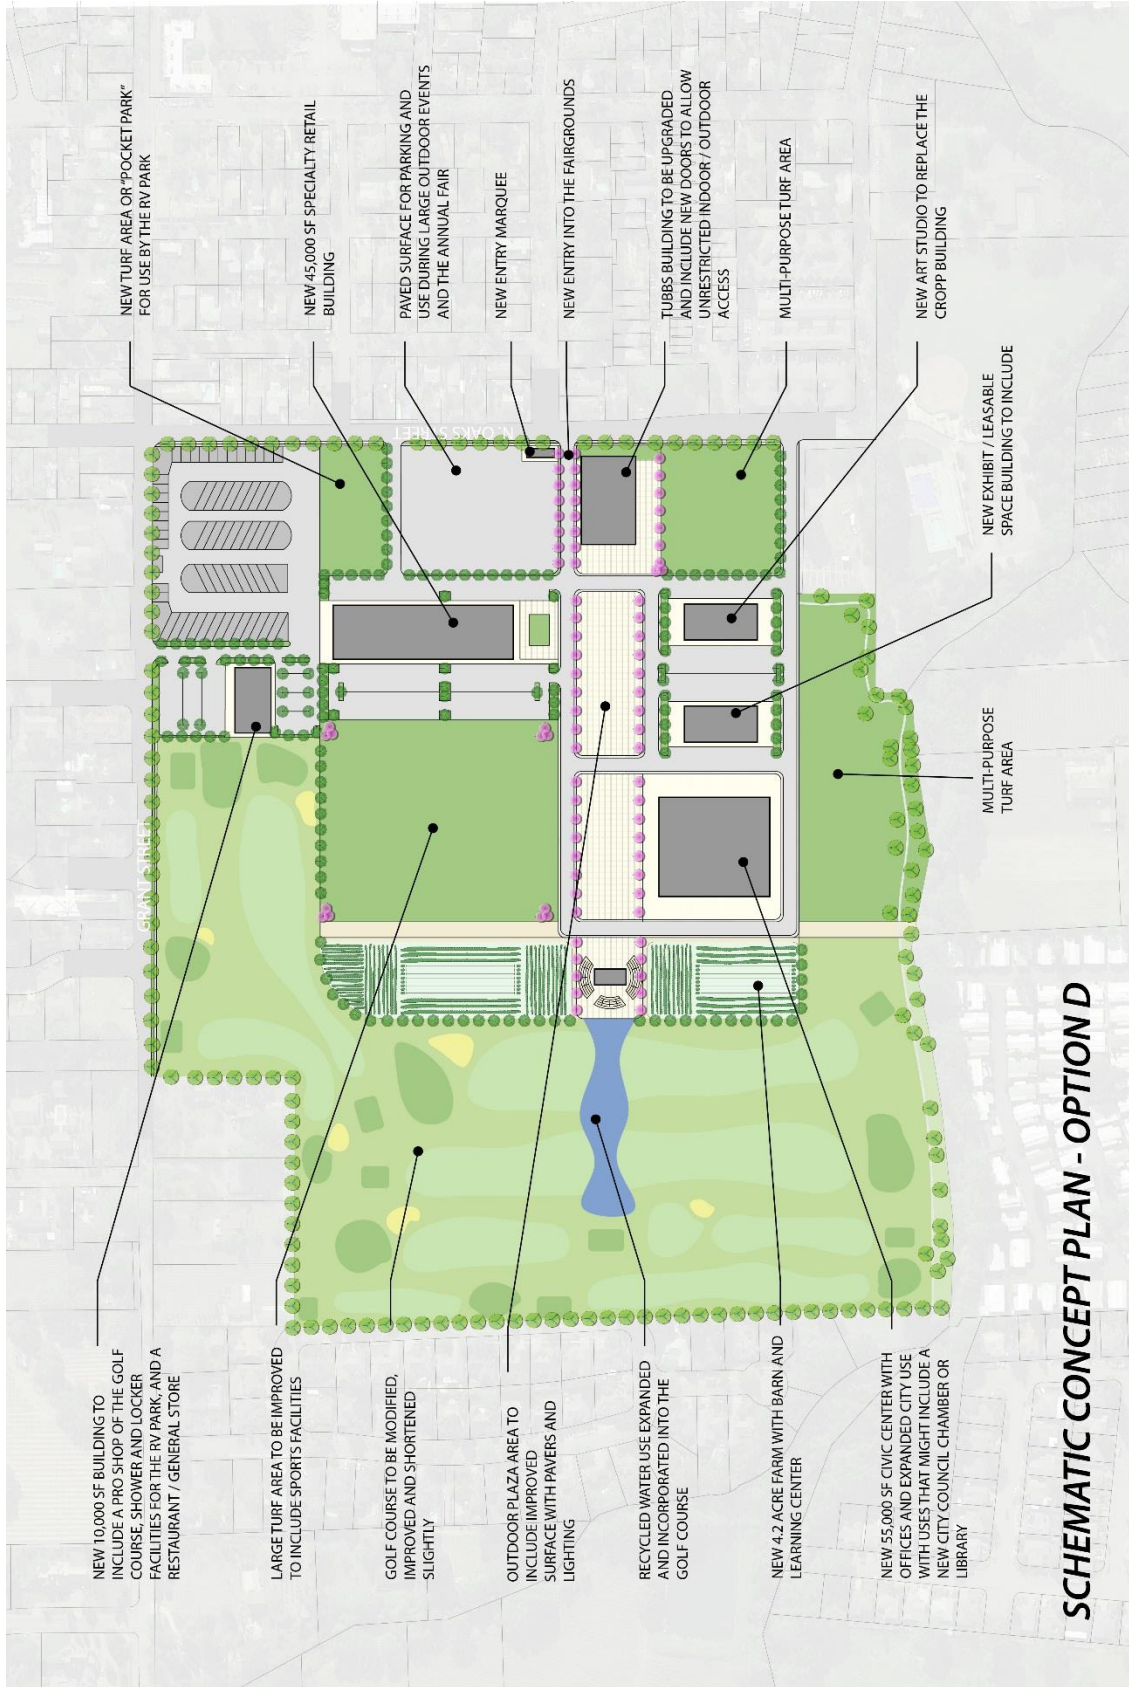 NEW TURF AREA OR "POCKET PARK"
FOR USE BY THE RV PARK
NEW 45,000 SF SPECIALTY RETAIL
BUILDING
PAVED SURFACE FOR PARKING AND
USE DURING LARGE OUTDOOR EVENTS
AND THE ANNUAL FAIR
NEW ENTRY MARQUEE
NEW ENTRY INTO THE FAIRGROUNDS
TUBBS BUILDING TO BE UPGRADED
AND INCLUDE NEW DOORS TO ALLOW
UNRESTRICTED INDOOR / OUTDOOR
ACCESS
MULTI-PURPOSE TURF AREA
NEW ART STUDIO TO REPLACE THE
CROPP BUILDING
NEW EXHIBIT / LEASABLE
SPACE BUILDING TO INCLUDE
MULTI-PURPOSE
TURF AREA
N. OAKS STREET
GRANT STREET
NEW 10,000 SF BUILDING TO
INCLUDE A PRO SHOP OF THE GOLF
COURSE, SHOWER AND LOCKER
FACILITIES FOR THE RV PARK, AND A
RESTAURANT / GENERAL STORE
LARGE TURF AREA TO BE IMPROVED
TO INCLUDE SPORTS FACILITIES
GOLF COURSE TO BE MODIFIED,
IMPROVED AND SHORTENED
SLIGHTLY
OUTDOOR PLAZA AREA TO
INCLUDE IMPROVED
SURFACE WITH PAVERS AND
LIGHTING
RECYCLED WATER USE EXPANDED
AND INCORPORATED INTO THE
GOLF COURSE
NEW 4.2 ACRE FARM WITH BARN AND
LEARNING CENTER
NEW 55,000 SF CIVIC CENTER WITH
OFFICES AND EXPANDED CITY USE
WITH USES THAT MIGHT INCLUDE A
NEW CITY COUNCIL CHAMBER OR
LIBRARY
SCHEMATIC CONCEPT PLAN - OPTION D